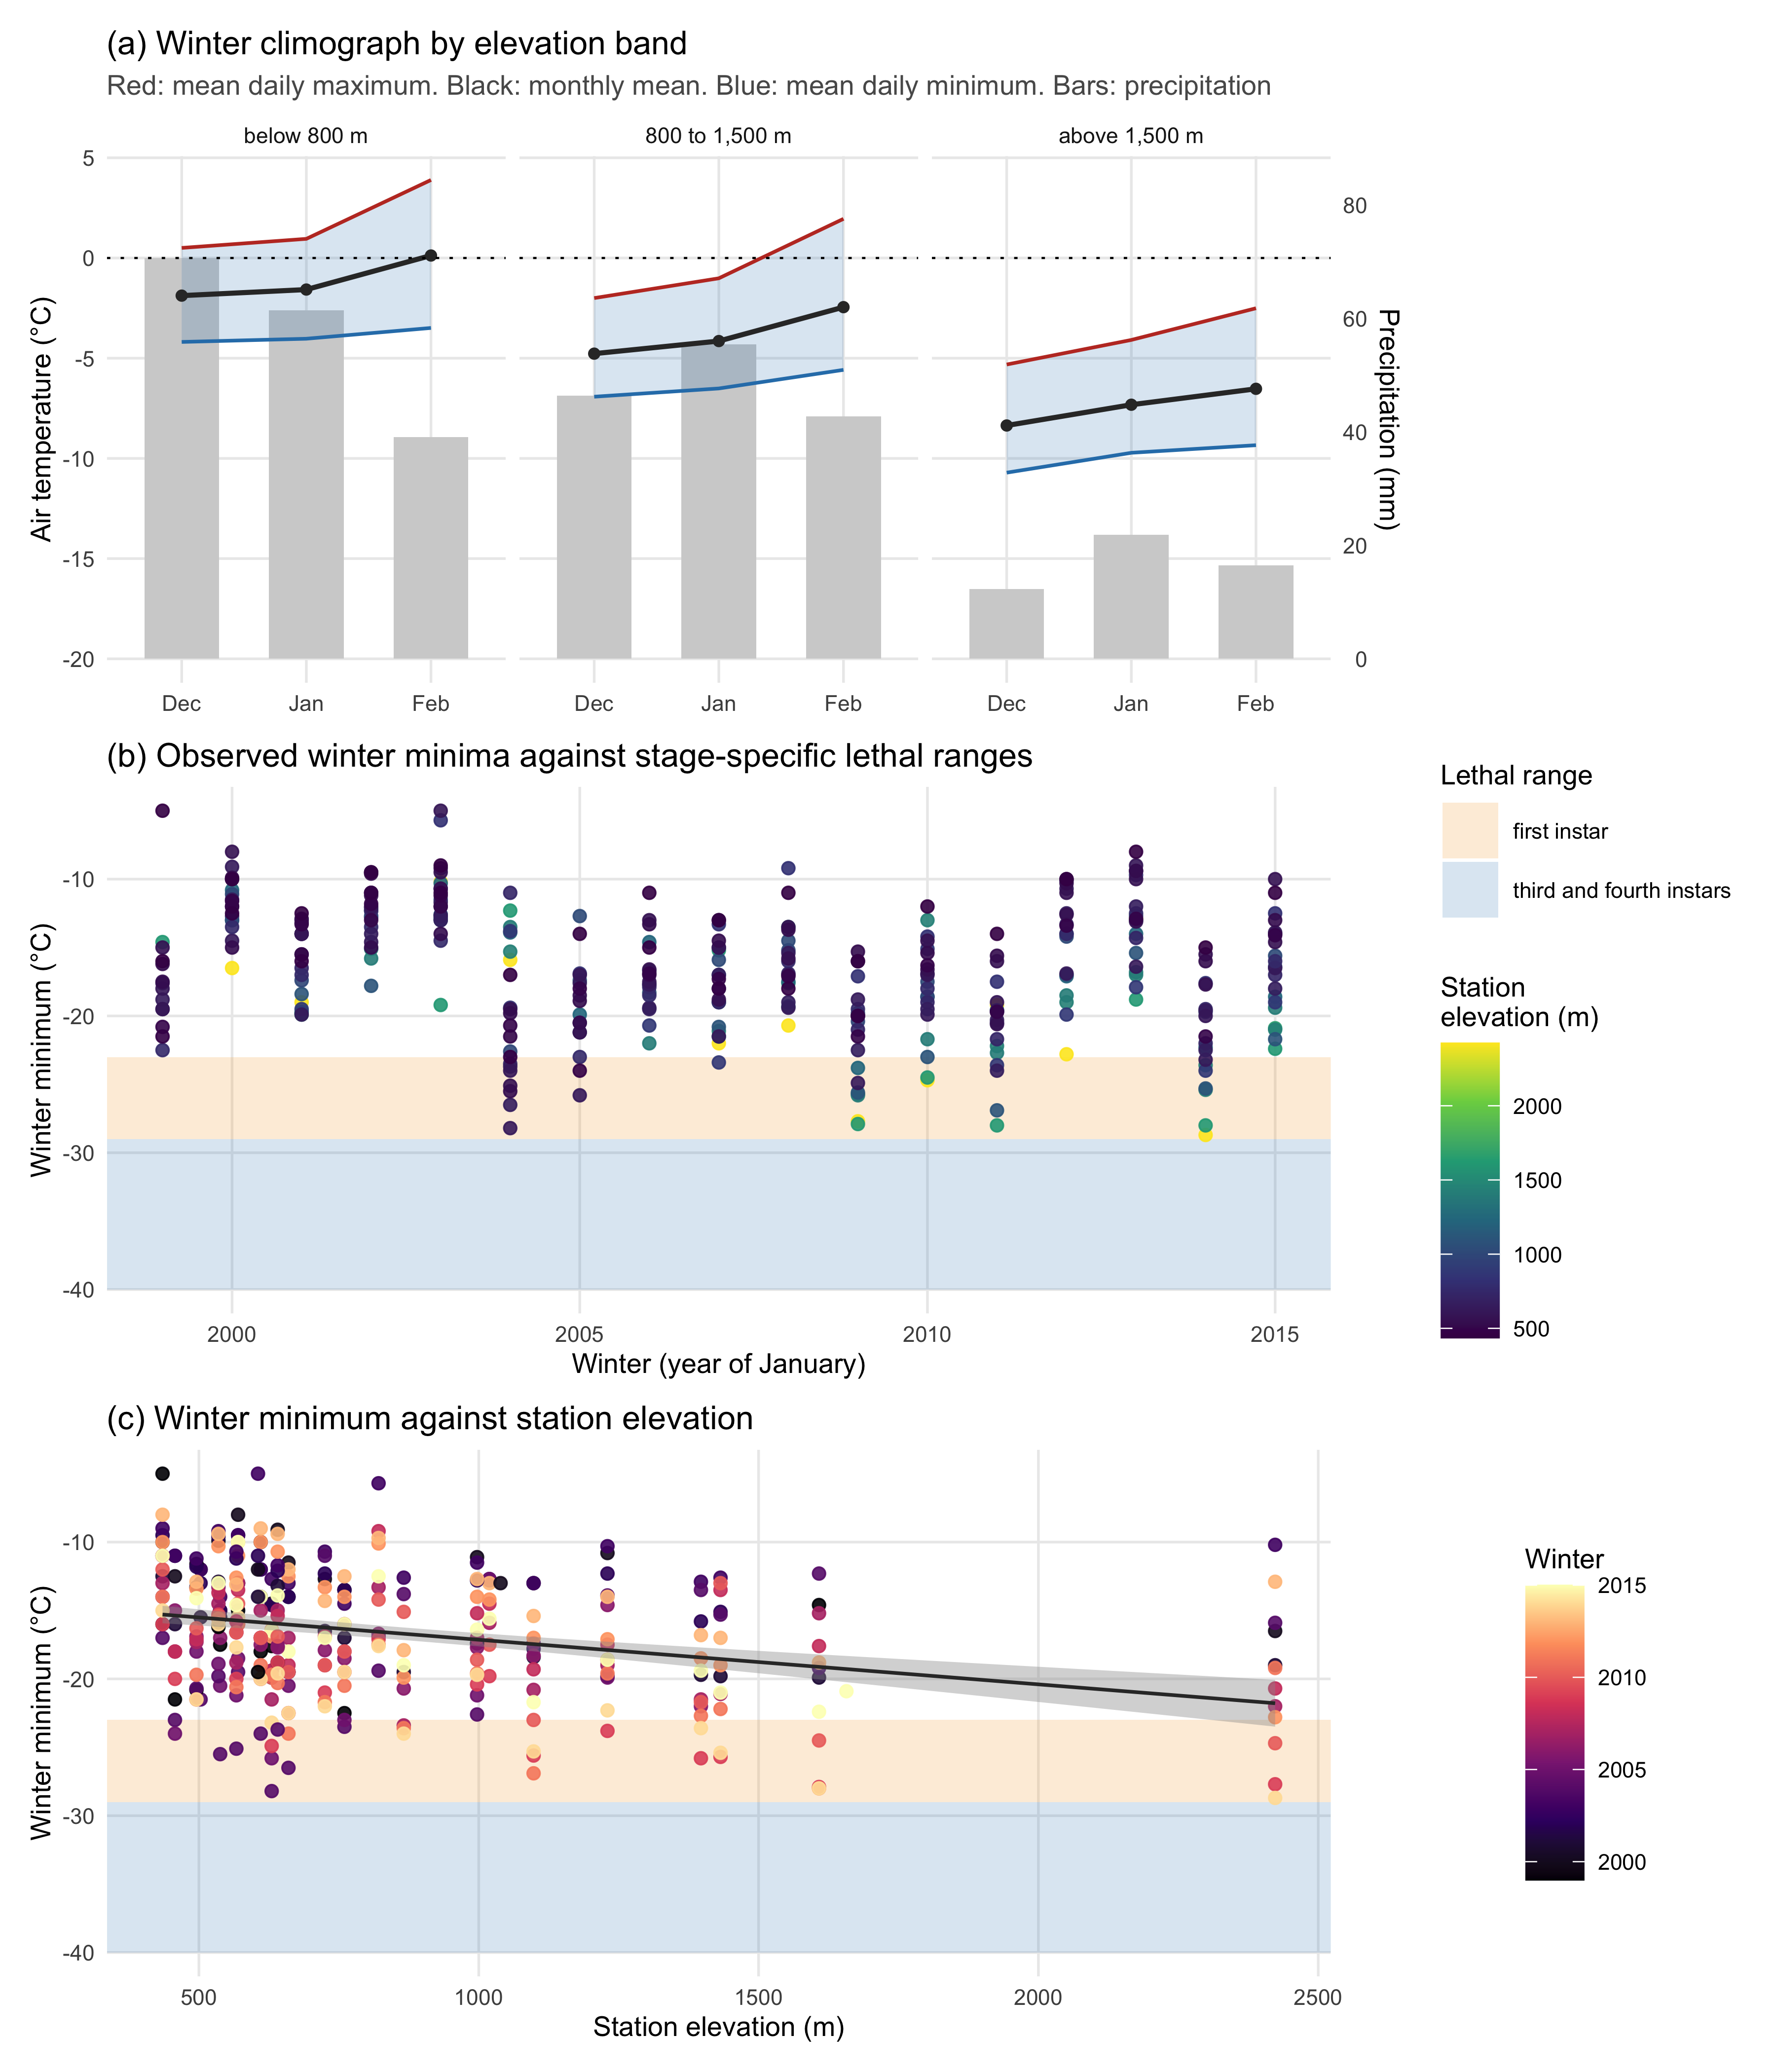 (a) Winter climograph by elevation band
Red: mean daily maximum. Black: monthly mean. Blue: mean daily minimum. Bars: precipitation
below 800 m
800 to 1,500 m
above 1,500 m
Air temperature (°C)
5
0
-5
-10
-15
-20
80
60
40
20
0
Precipitation (mm)
Dec
Jan
Feb
Dec
Jan
Feb
Dec
Jan
Feb
(b) Observed winter minima against stage-specific lethal ranges
Winter minimum (°C)
-10
-20
-30
-40
2000
2005
2010
2015
Winter (year of January)
Lethal range
first instar
third and fourth instars
Station
elevation (m)
2000
1500
1000
500
(c) Winter minimum against station elevation
Winter minimum (°C)
-10
-20
-30
-40
500
1000
1500
2000
2500
Station elevation (m)
Winter
2015
2010
2005
2000